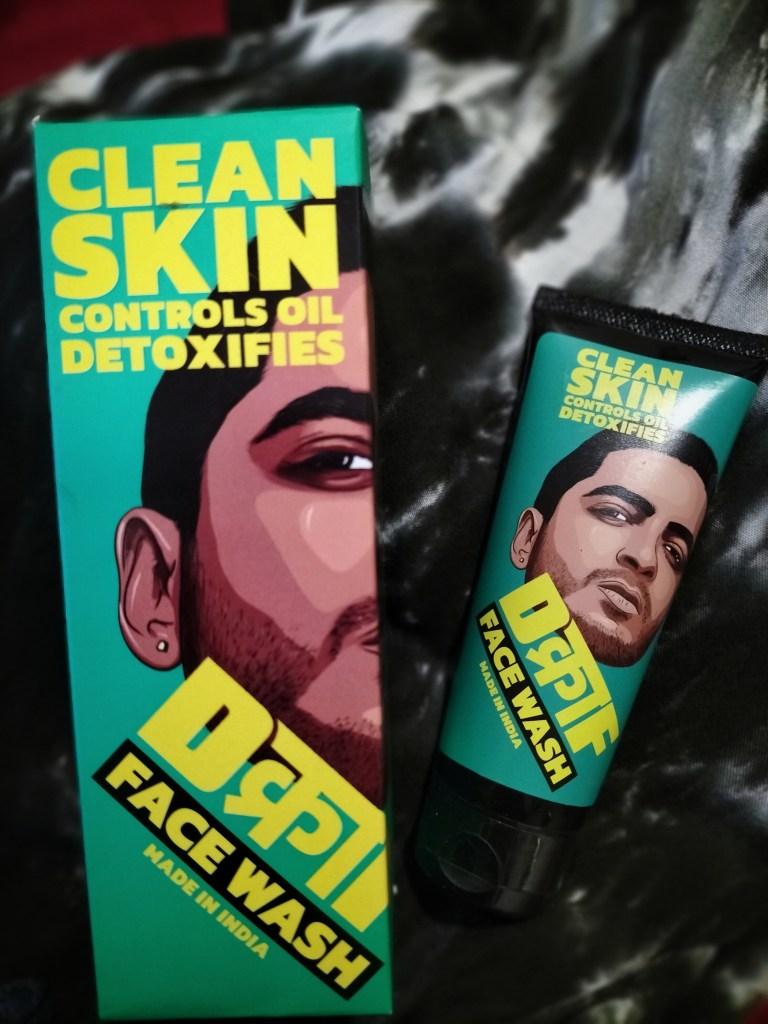 CLEAN
SKIN
CONTROLS OIL
DETOXIFIES
FACE WASH
MADE IN INDIA
CLEAN
SKIN
CONTROLS OIL
DETOXIFIES
FACE WASH
MADE IN INDIA